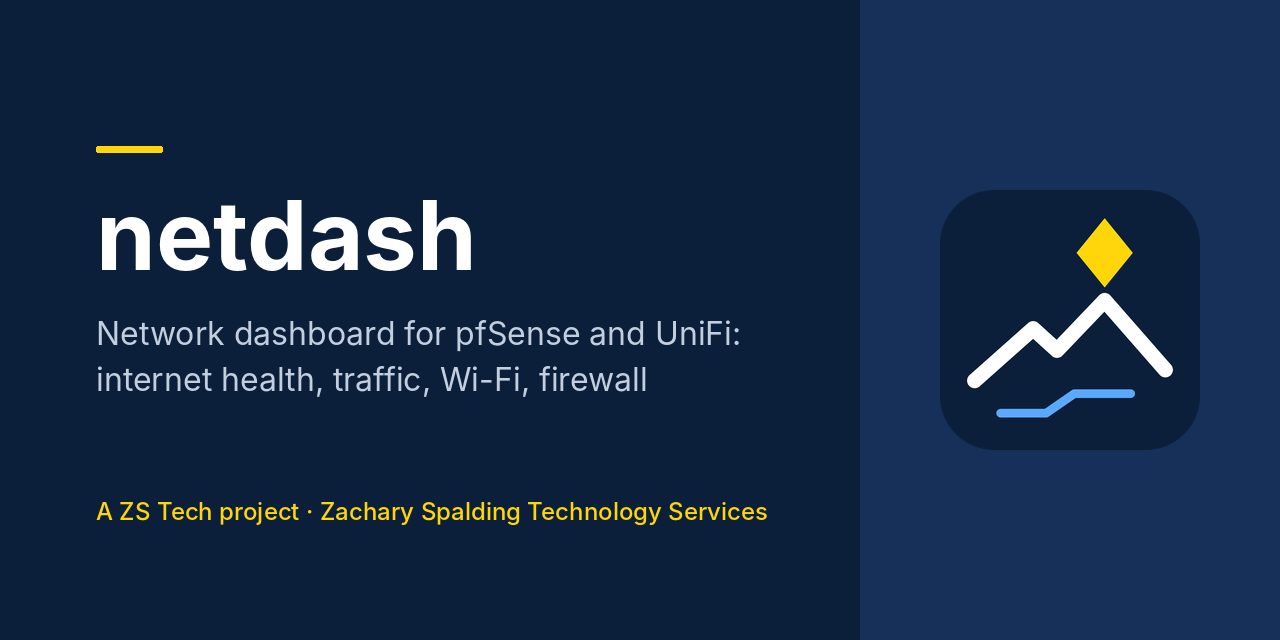 netdash
Network dashboard for pfSense and UniFi:
internet health, traffic, Wi-Fi, firewall
A ZS Tech project · Zachary Spalding Technology Services